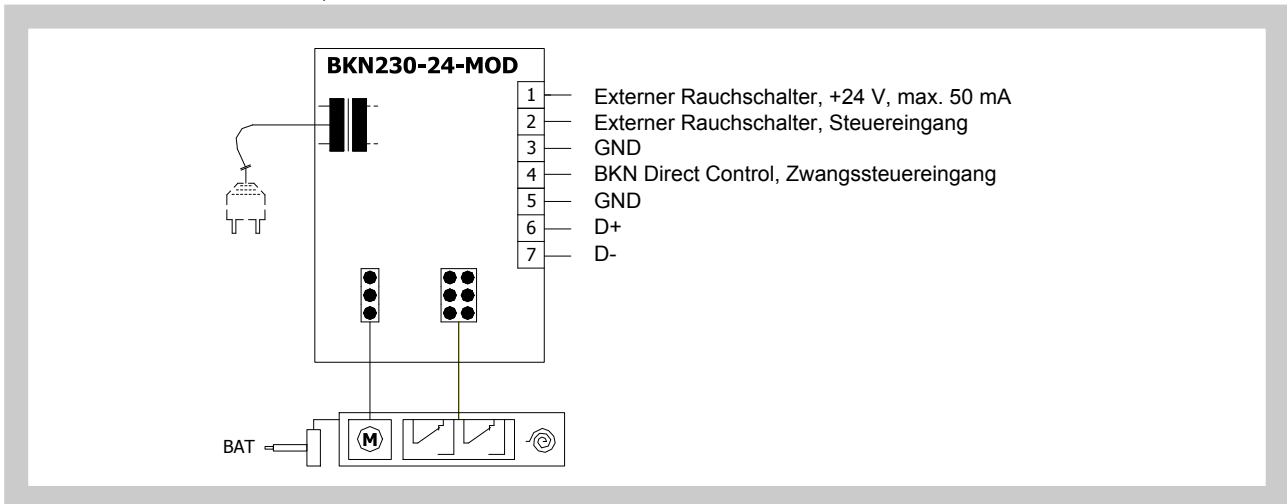 BKN230-24-MOD
1 Externer Rauchschalter, +24 V, max. 50 mA
2 Externer Rauchschalter, Steuereingang
3 GND
4 BKN Direct Control, Zwangssteuereingang
5 GND
6 D+
7 D-
BAT
M